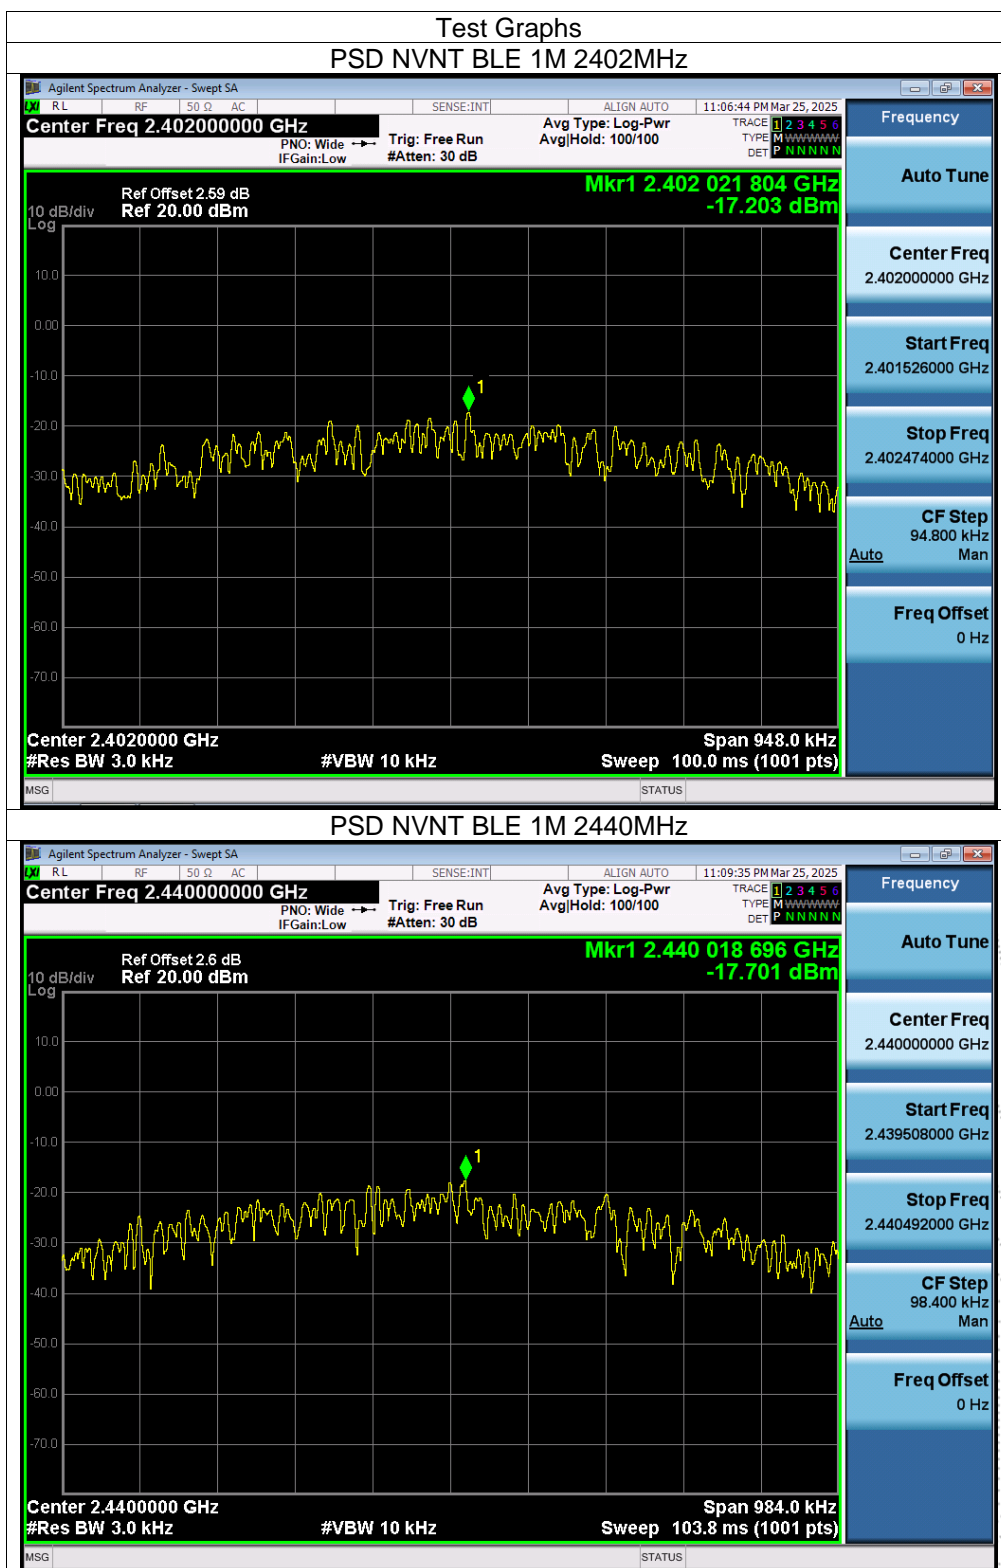 Test Graphs
PSD NVNT BLE 1M 2402MHz
Agilent Spectrum Analyzer - Swept SA
LXI RL RF 50 Ω AC SENSE:INT ALIGN AUTO 11:06:44 PM Mar 25, 2025
Center Freq 2.402000000 GHz
PNO: Wide
IFGain:Low
Trig: Free Run
#Atten: 30 dB
Avg Type: Log-Pwr
Avg|Hold: 100/100
TRACE 1 2 3 4 5 6
TYPE M WWWWW
DET P N N N N N
Frequency
Auto Tune
Center Freq
2.402000000 GHz
Start Freq
2.401526000 GHz
Stop Freq
2.402474000 GHz
CF Step
94.800 kHz
Auto Man
Freq Offset
0 Hz
Mkr1 2.402 021 804 GHz
-17.203 dBm
Ref Offset 2.59 dB
10 dB/div Ref 20.00 dBm
Log
10.0
0.00
-10.0
1
-20.0
-30.0
-40.0
-50.0
-60.0
-70.0
Center 2.4020000 GHz Span 948.0 kHz
#Res BW 3.0 kHz #VBW 10 kHz Sweep 100.0 ms (1001 pts)
MSG STATUS
PSD NVNT BLE 1M 2440MHz
Agilent Spectrum Analyzer - Swept SA
LXI RL RF 50 Ω AC SENSE:INT ALIGN AUTO 11:09:35 PM Mar 25, 2025
Center Freq 2.440000000 GHz
PNO: Wide
IFGain:Low
Trig: Free Run
#Atten: 30 dB
Avg Type: Log-Pwr
Avg|Hold: 100/100
TRACE 1 2 3 4 5 6
TYPE M WWWWW
DET P N N N N N
Frequency
Auto Tune
Center Freq
2.440000000 GHz
Start Freq
2.439508000 GHz
Stop Freq
2.440492000 GHz
CF Step
98.400 kHz
Auto Man
Freq Offset
0 Hz
Mkr1 2.440 018 696 GHz
-17.701 dBm
Ref Offset 2.6 dB
10 dB/div Ref 20.00 dBm
Log
10.0
0.00
-10.0
1
-20.0
-30.0
-40.0
-50.0
-60.0
-70.0
Center 2.4400000 GHz Span 984.0 kHz
#Res BW 3.0 kHz #VBW 10 kHz Sweep 103.8 ms (1001 pts)
MSG STATUS